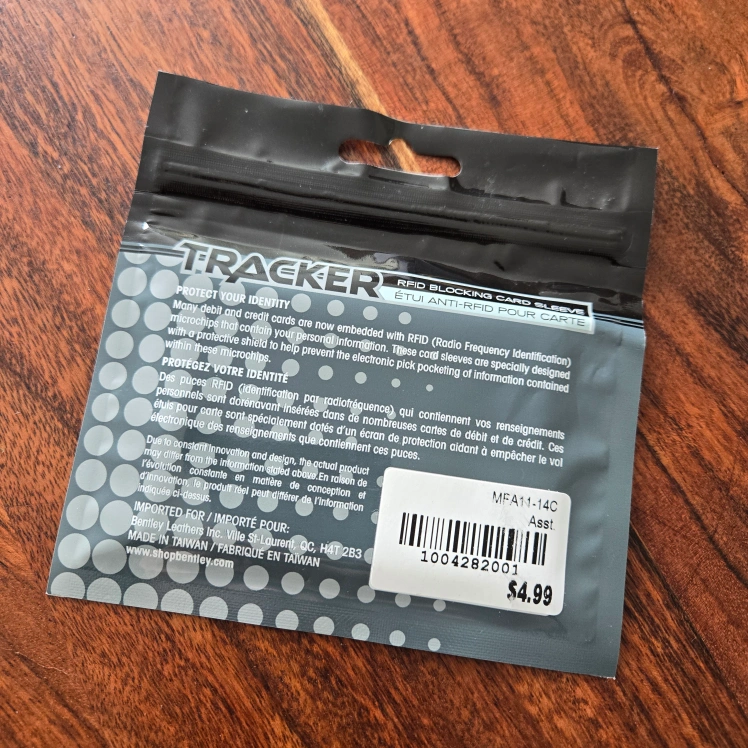 TRACKER
RFID BLOCKING CARD SLEEVE
ÉTUI ANTI-RFID POUR CARTE
PROTECT YOUR IDENTITY
Many debit and credit cards are now embedded with RFID (Radio Frequency Identification)
microchips that contain your personal information. These card sleeves are specially designed
with a protective shield to help prevent the electronic pick pocketing of information contained
within these microchips.
PROTÉGEZ VOTRE IDENTITÉ
Des puces RFID (identification par radiofréquence) qui contiennent vos renseignements
personnels sont dorénavant insérées dans de nombreuses cartes de débit et de crédit. Ces
étuis pour carte sont spécialement dotés d'un écran de protection aidant à empêcher le vol
électronique des renseignements que contiennent ces puces.
Due to constant innovation and design, the actual product
may differ from the information stated above.En raison de
l'évolution constante en matière de conception et
d'innovation, le produit réel peut différer de l'information
indiquée ci-dessus.
IMPORTED FOR / IMPORTÉ POUR:
Bentley Leathers Inc. Ville St-Laurent, QC, H4T 2B3
MADE IN TAIWAN / FABRIQUÉ EN TAIWAN
www.shopbentley.com
MFA11-14C
Asst.
1004282001
$4.99